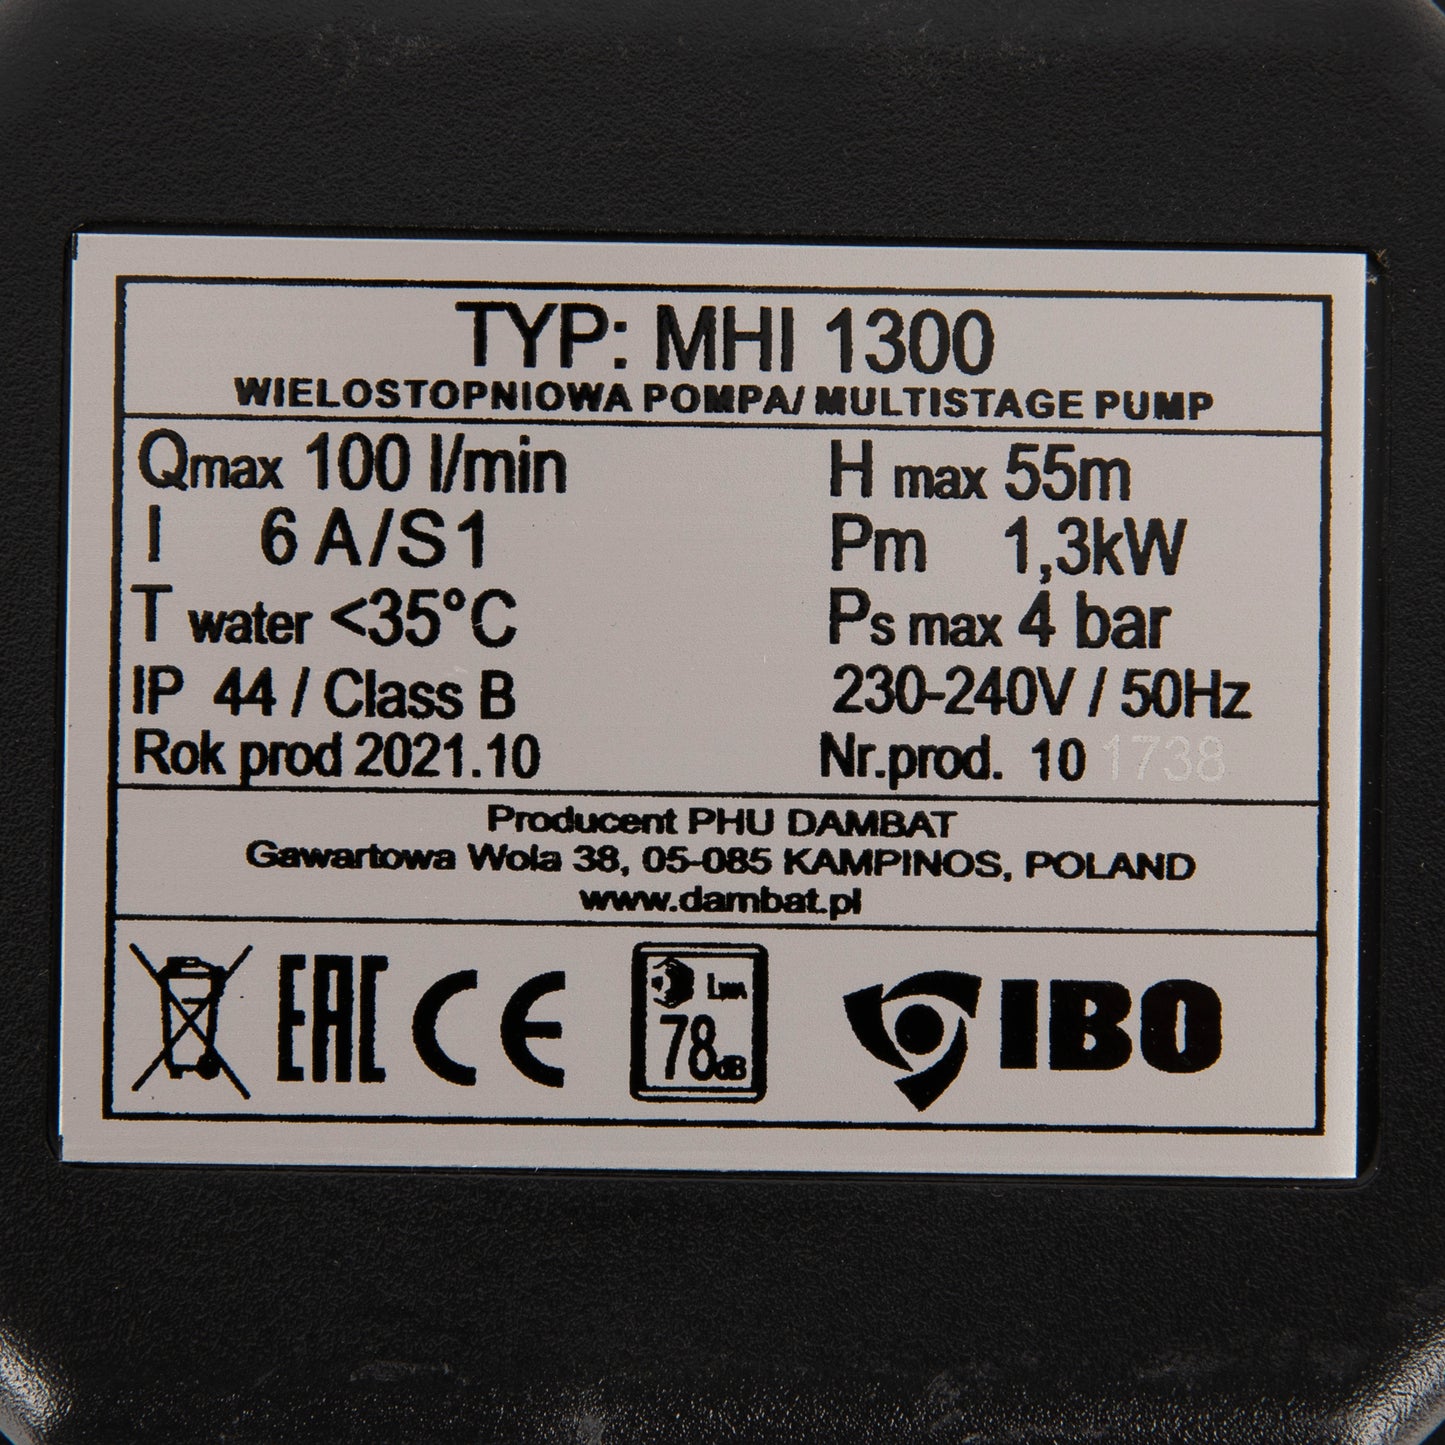 TYP: MHI 1300
WIELOSTOPNIOWA POMPA/ MULTISTAGE PUMP
Qmax 100 l/min H max 55m
I 6 A/S1 Pm 1,3kW
T water <35°C Ps max 4 bar
IP 44 / Class B 230-240V / 50Hz
Rok prod 2021.10 Nr.prod. 10 1738
Producent PHU DAMBAT
Gawartowa Wola 38, 05-085 KAMPINOS, POLAND
www.dambat.pl
EAC CE LWA IBO
78dB